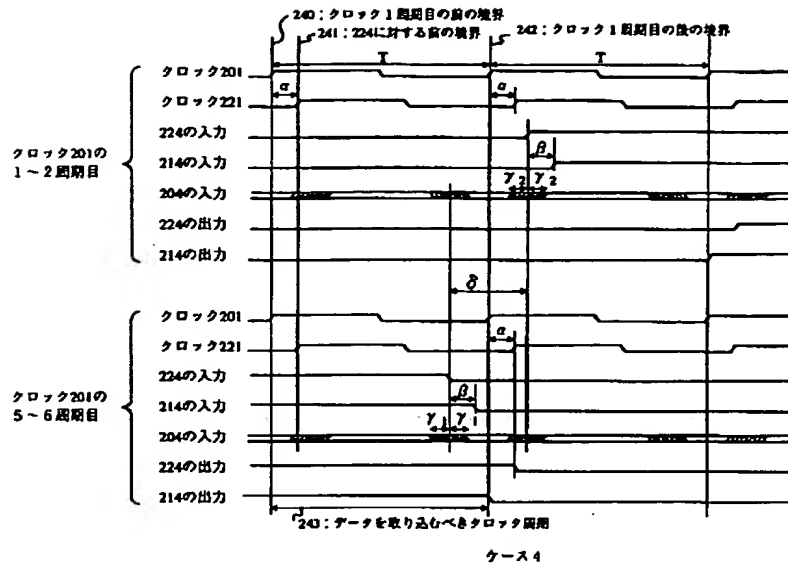 240：クロック1周期目の前の境界
241：224に対する前の境界
242：クロック1周期目の後の境界
T
T
クロック201
α
α
クロック221
224の入力
β
214の入力
クロック201の
1～2周期目
204の入力
γ2 γ2
224の出力
214の出力
δ
クロック201
α
クロック221
224の入力
β
214の入力
クロック201の
5～6周期目
γ1 γ1
204の入力
224の出力
214の出力
243：データを取り込むべきクロック周期
ケース4